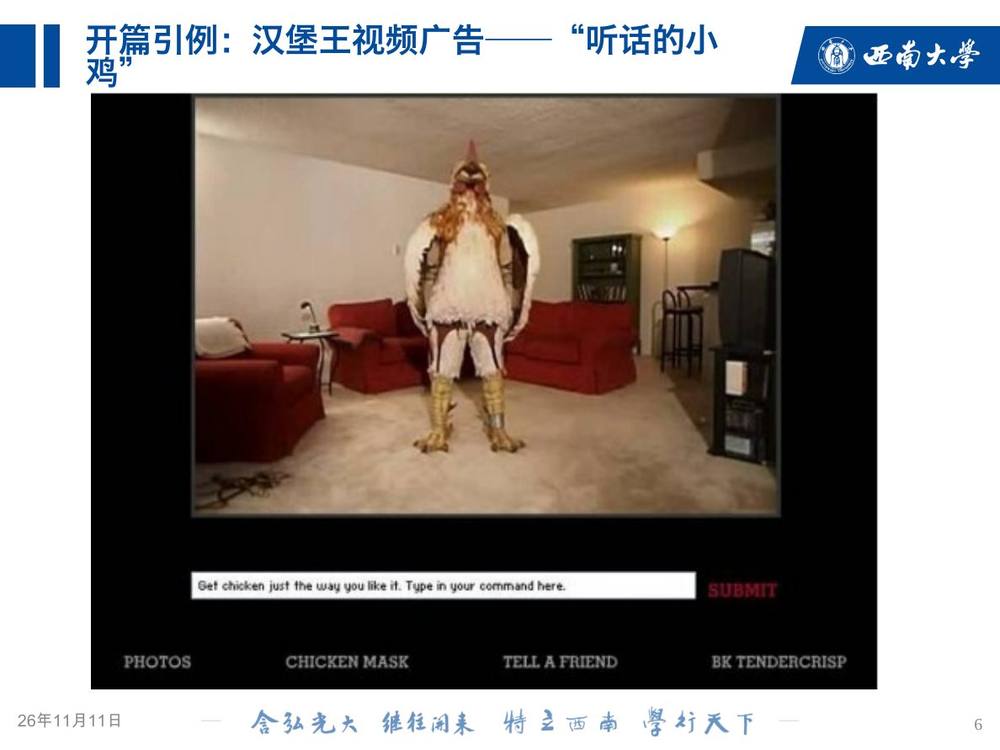 开篇引例：汉堡王视频广告——“听话的小
鸡”
西南大学
Get chicken just the way you like it. Type in your command here.
SUBMIT
PHOTOS
CHICKEN MASK
TELL A FRIEND
BK TENDERCRISP
26年11月11日
含弘光大 继往开来 特立西南 學行天下
6